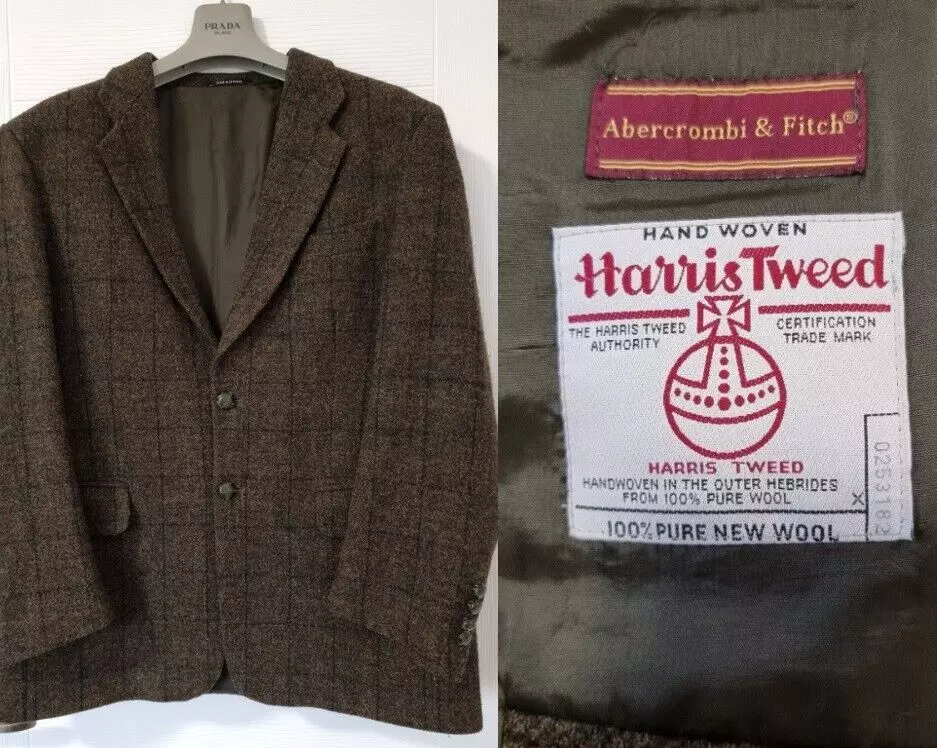 PRADA
Abercrombi & Fitch®
HAND WOVEN
Harris Tweed
THE HARRIS TWEED
AUTHORITY
CERTIFICATION
TRADE MARK
HARRIS TWEED
HANDWOVEN IN THE OUTER HEBRIDES
FROM 100% PURE WOOL
X
0253182
100% PURE NEW WOOL